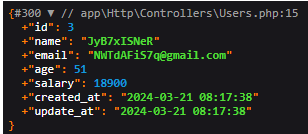 {#300 ▼ // app\Http\Controllers\Users.php:15
+"id": 3
+"name": "JyB7xISNeR"
+"email": "NWTdAFiS7q@gmail.com"
+"age": 51
+"salary": 18900
+"created_at": "2024-03-21 08:17:38"
+"update_at": "2024-03-21 08:17:38"
}